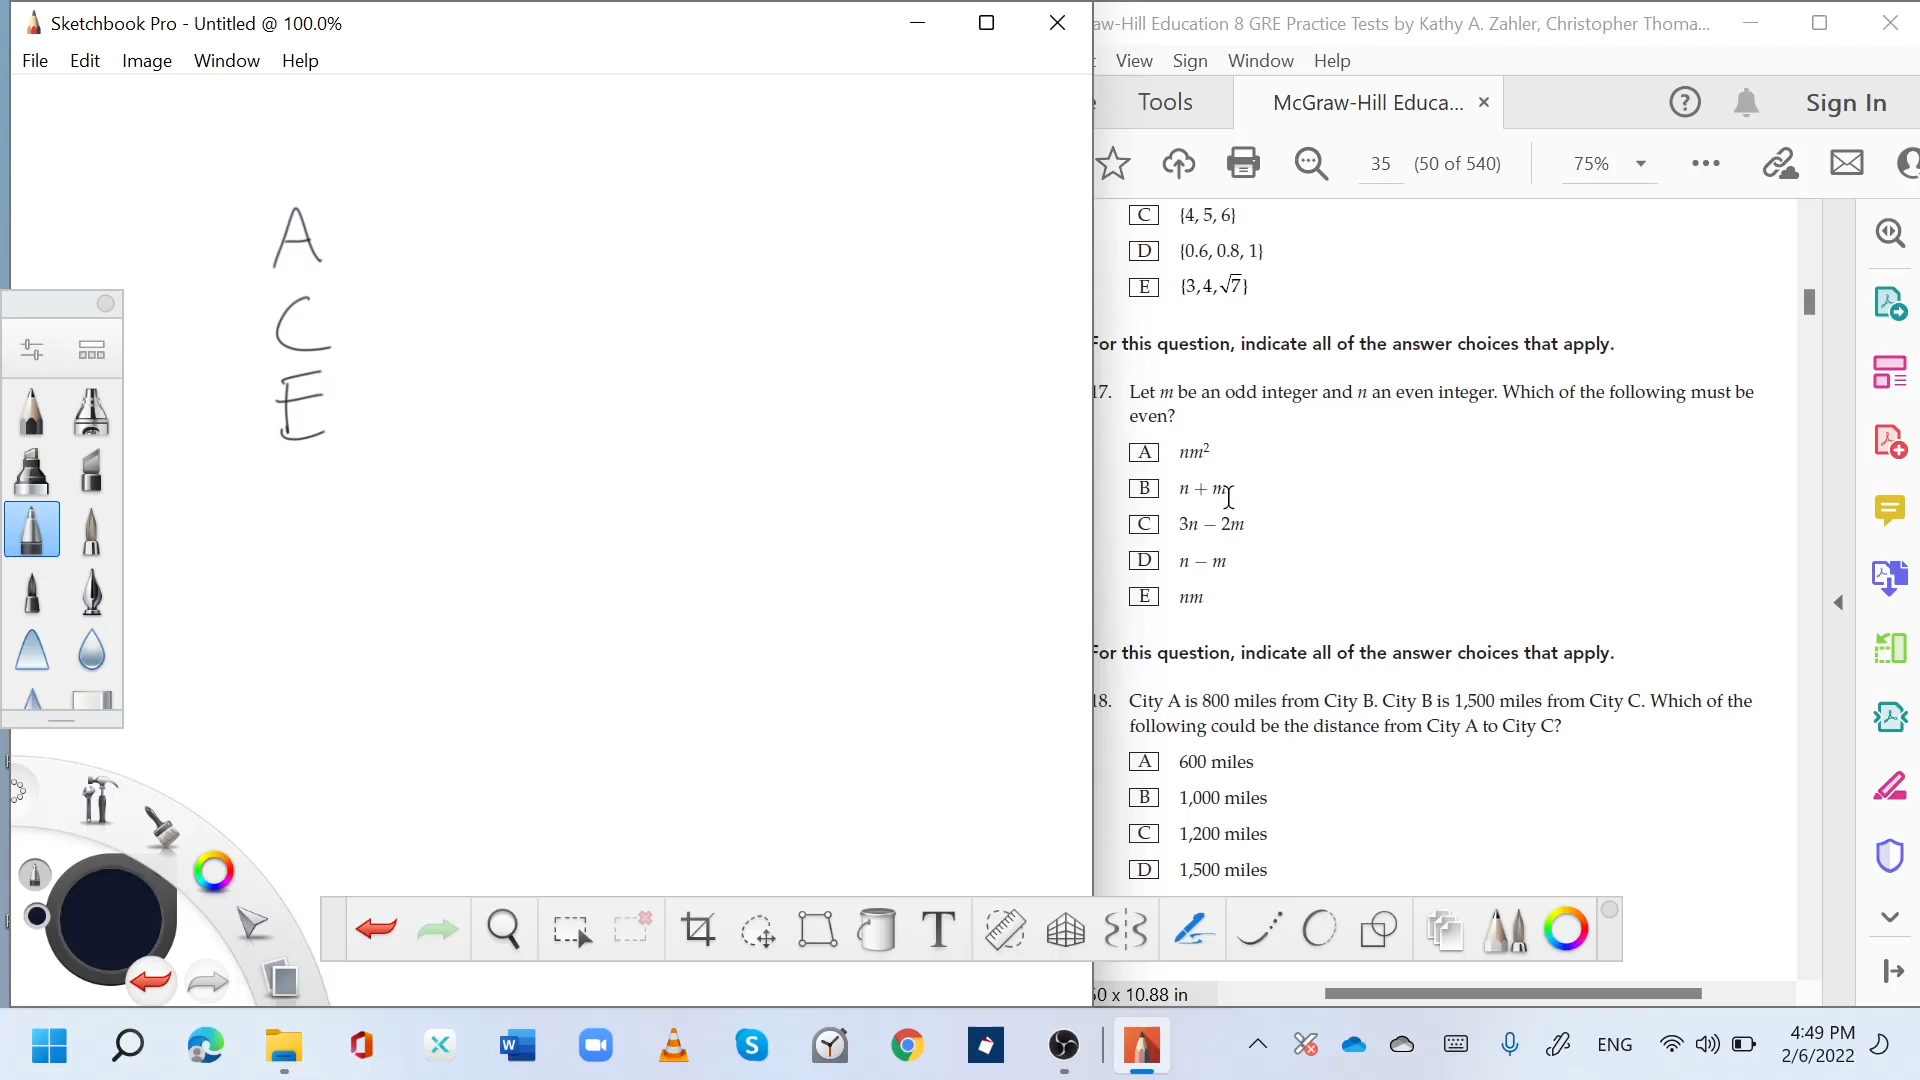 Sketchbook Pro - Untitled @ 100.0%
File Edit Image Window Help
A
C
E
aw-Hill Education 8 GRE Practice Tests by Kathy A. Zahler, Christopher Thoma...
View Sign Window Help
Tools
McGraw-Hill Educa... ×
Sign In
35 (50 of 540)
75%
C {4, 5, 6}
D {0.6, 0.8, 1}
E {3, 4, √7}
For this question, indicate all of the answer choices that apply.
17. Let m be an odd integer and n an even integer. Which of the following must be
even?
A nm²
B n + m
C 3n – 2m
D n – m
E nm
For this question, indicate all of the answer choices that apply.
18. City A is 800 miles from City B. City B is 1,500 miles from City C. Which of the
following could be the distance from City A to City C?
A 600 miles
B 1,000 miles
C 1,200 miles
D 1,500 miles
T
0 x 10.88 in
ENG
4:49 PM
2/6/2022